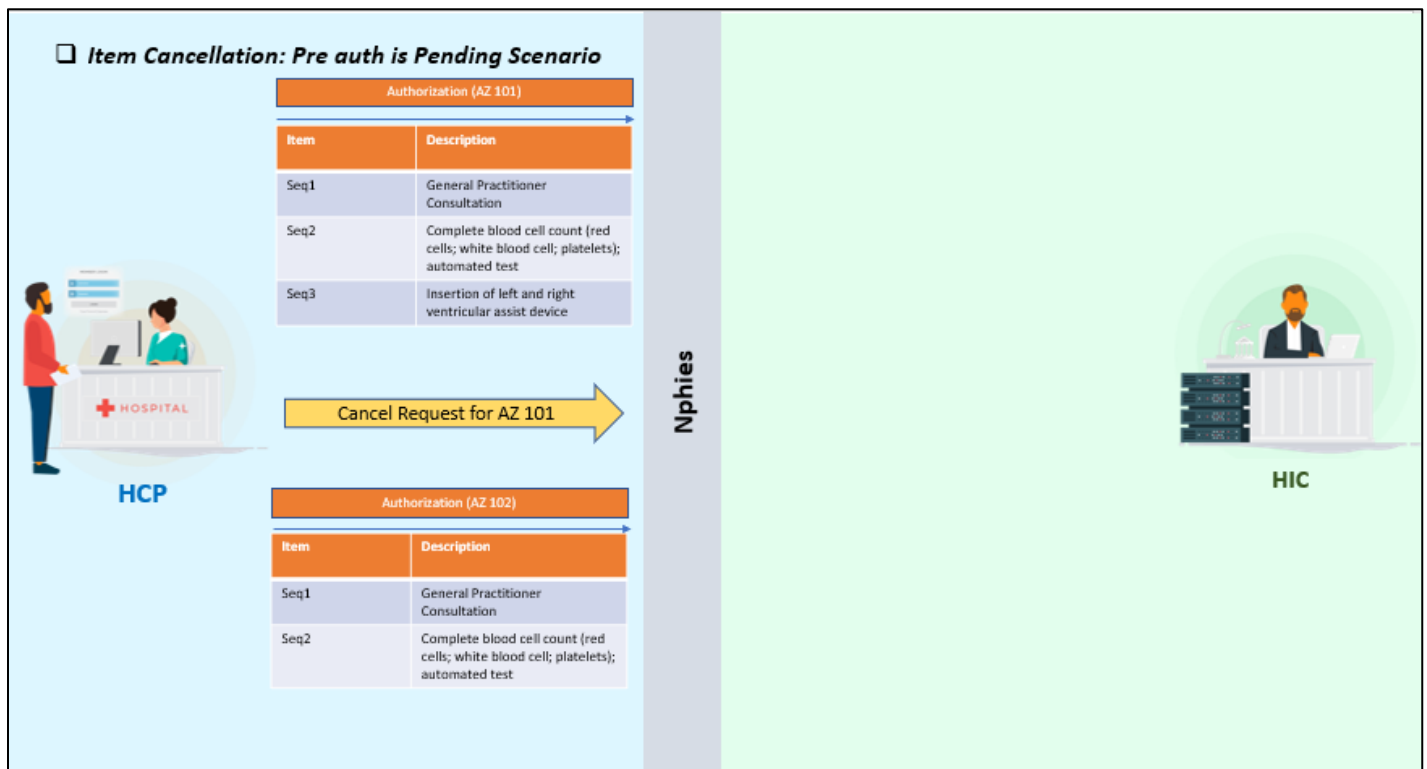 ❑ Item Cancellation: Pre auth is Pending Scenario
Authorization (AZ 101)
Item Description
Seq1 General Practitioner
Consultation
Seq2 Complete blood cell count (red
cells; white blood cell; platelets);
automated test
Seq3 Insertion of left and right
ventricular assist device
HOSPITAL
Cancel Request for AZ 101
Nphies
HCP
HIC
Authorization (AZ 102)
Item Description
Seq1 General Practitioner
Consultation
Seq2 Complete blood cell count (red
cells; white blood cell; platelets);
automated test